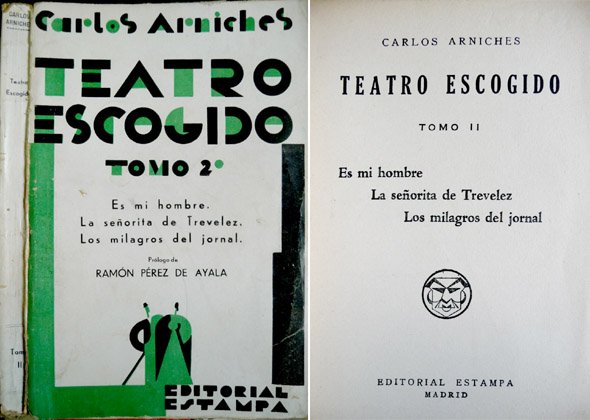 CARLOS
ARNICHES
Teatro
Escogido
Tomo
II
Carlos Arniches
TEATRO
ESCOGIDO
TOMO 2º
Es mi hombre.
La señorita de Trevelez.
Los milagros del jornal.
Prólogo de
RAMÓN PÉREZ DE AYALA
EDITORIAL
ESTAMPA
CARLOS ARNICHES
TEATRO ESCOGIDO
TOMO II
Es mi hombre
La señorita de Trevelez
Los milagros del jornal
EDITORIAL ESTAMPA
MADRID